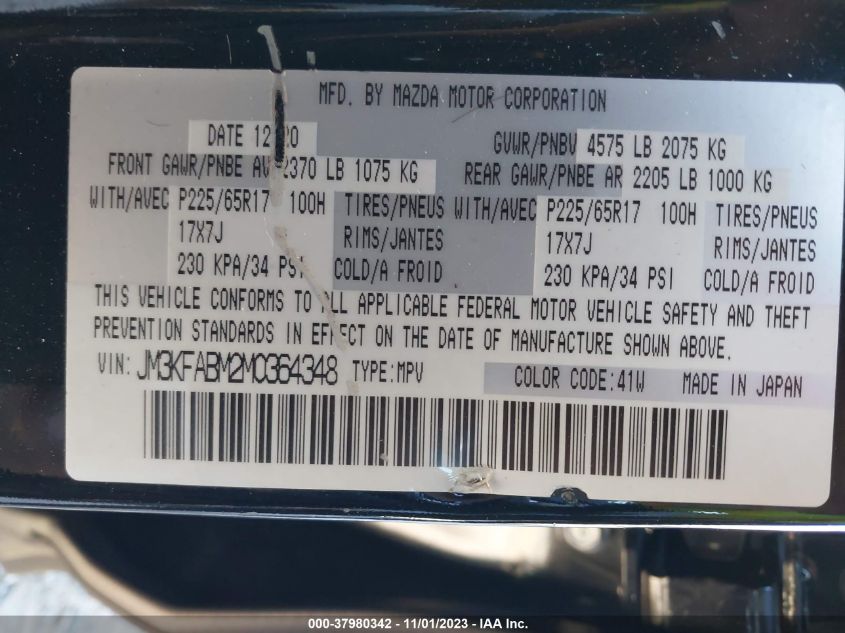 MFD. BY MAZDA MOTOR CORPORATION
DATE 12 20 GVWR/PNBV 4575 LB 2075 KG
FRONT GAWR/PNBE AV 2370 LB 1075 KG REAR GAWR/PNBE AR 2205 LB 1000 KG
WITH/AVEC P225/65R17 100H TIRES/PNEUS WITH/AVEC P225/65R17 100H TIRES/PNEUS
17X7J RIMS/JANTES 17X7J RIMS/JANTES
230 KPA/34 PSI COLD/A FROID 230 KPA/34 PSI COLD/A FROID
THIS VEHICLE CONFORMS TO ALL APPLICABLE FEDERAL MOTOR VEHICLE SAFETY AND THEFT
PREVENTION STANDARDS IN EFFECT ON THE DATE OF MANUFACTURE SHOWN ABOVE.
VIN: JM3KFABM2M0364348 TYPE:MPV COLOR CODE:41W MADE IN JAPAN
000-37980342 - 11/01/2023 - IAA Inc.